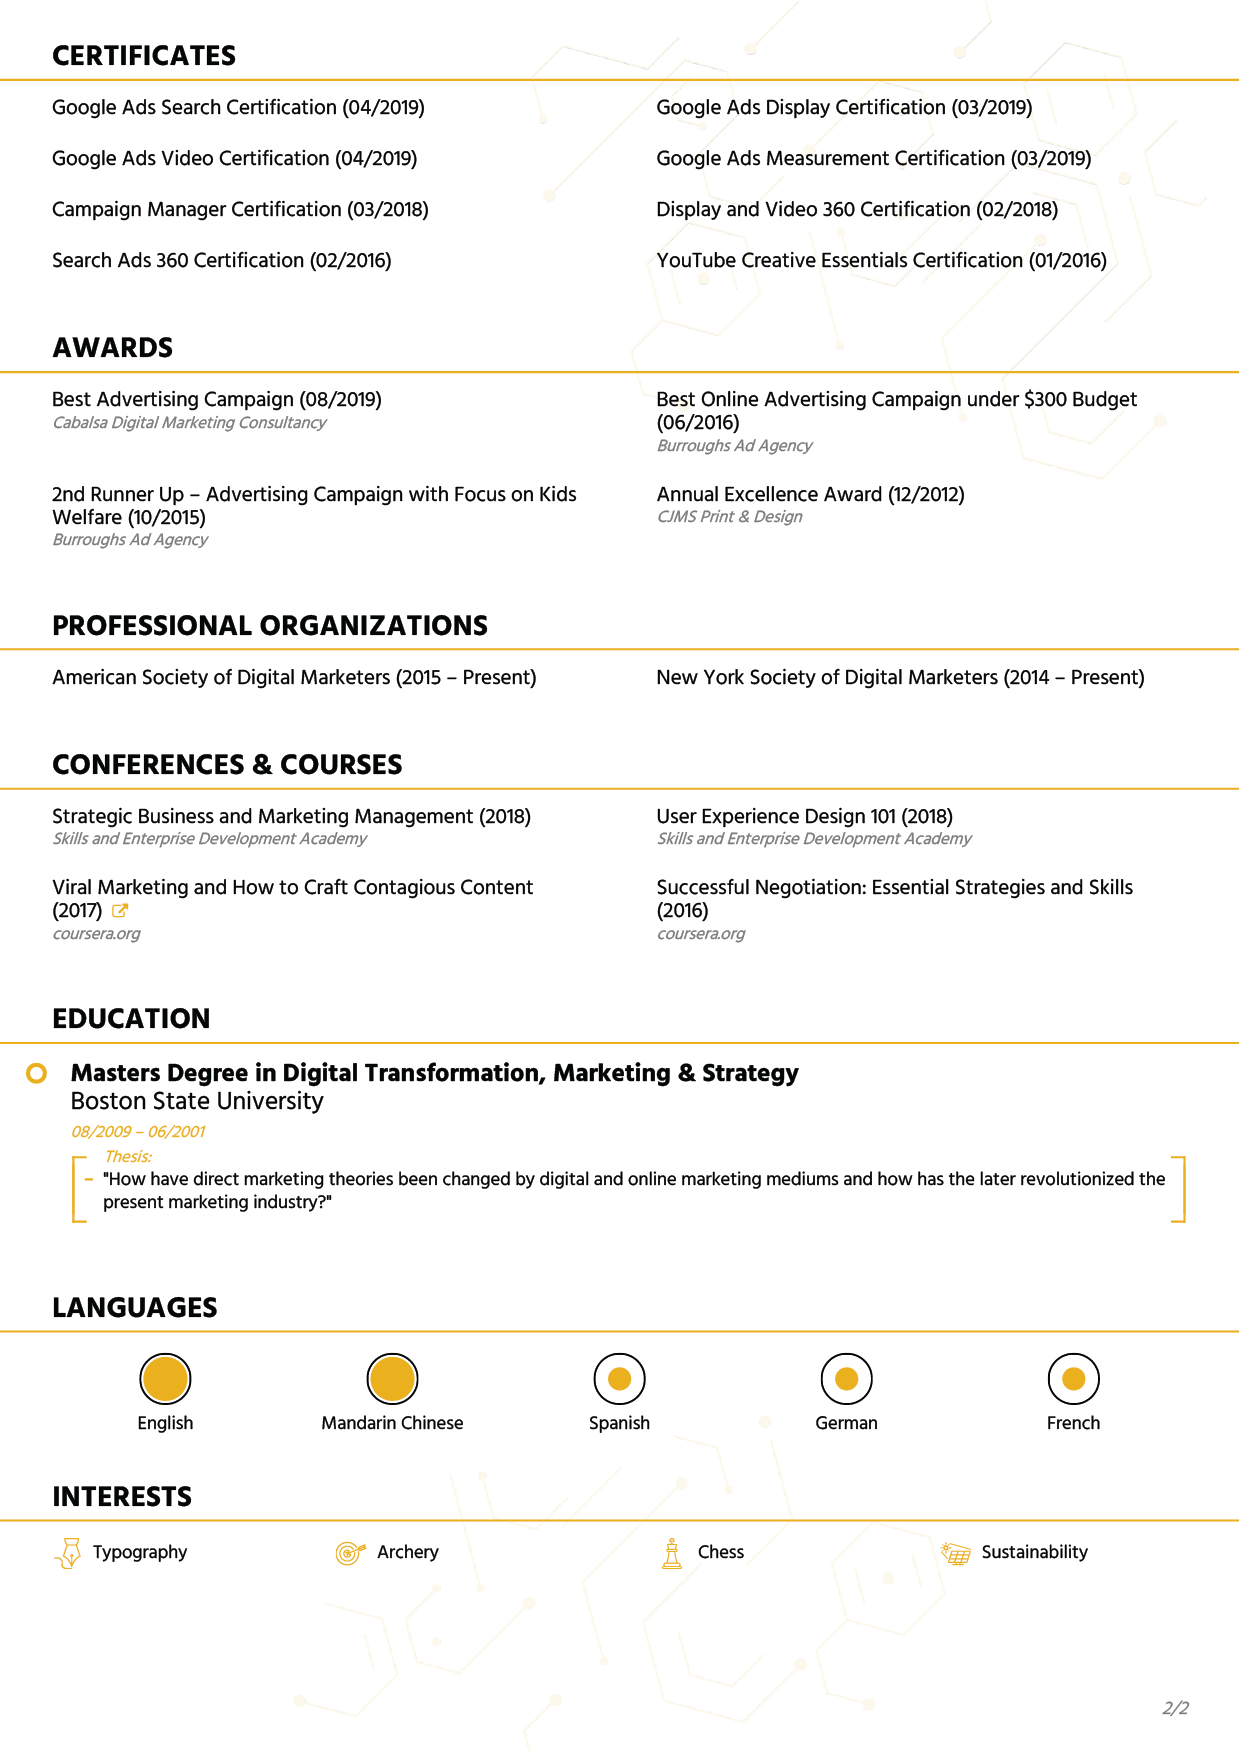 CERTIFICATES
Google Ads Search Certification (04/2019)
Google Ads Display Certification (03/2019)
Google Ads Video Certification (04/2019)
Google Ads Measurement Certification (03/2019)
Campaign Manager Certification (03/2018)
Display and Video 360 Certification (02/2018)
Search Ads 360 Certification (02/2016)
YouTube Creative Essentials Certification (01/2016)
AWARDS
Best Advertising Campaign (08/2019)
Cabalsa Digital Marketing Consultancy
Best Online Advertising Campaign under $300 Budget
(06/2016)
Burroughs Ad Agency
2nd Runner Up – Advertising Campaign with Focus on Kids
Welfare (10/2015)
Burroughs Ad Agency
Annual Excellence Award (12/2012)
CJMS Print & Design
PROFESSIONAL ORGANIZATIONS
American Society of Digital Marketers (2015 – Present)
New York Society of Digital Marketers (2014 – Present)
CONFERENCES & COURSES
Strategic Business and Marketing Management (2018)
Skills and Enterprise Development Academy
User Experience Design 101 (2018)
Skills and Enterprise Development Academy
Viral Marketing and How to Craft Contagious Content
(2017)
coursera.org
Successful Negotiation: Essential Strategies and Skills
(2016)
coursera.org
EDUCATION
Masters Degree in Digital Transformation, Marketing & Strategy
Boston State University
08/2009 – 06/2001
Thesis:
– "How have direct marketing theories been changed by digital and online marketing mediums and how has the later revolutionized the
present marketing industry?"
LANGUAGES
English
Mandarin Chinese
Spanish
German
French
INTERESTS
Typography
Archery
Chess
Sustainability
2/2